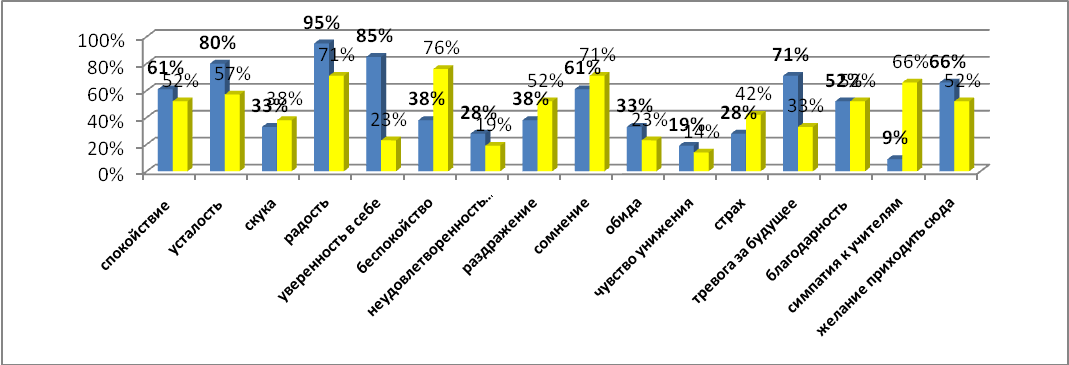 100%
80%
60%
40%
20%
0%
61% 80% 33% 95% 85% 38% 28% 38% 61% 33% 19% 28% 71% 52% 9% 66%
52% 57% 38% 71% 23% 76% 19% 52% 71% 23% 14% 42% 33% 52% 66% 52%
спокойствие
усталость
скука
радость
уверенность в себе
беспокойство
неудовлетворенность…
раздражение
сомнение
обида
чувство унижения
страх
тревога за будущее
благодарность
симпатия к учителям
желание приходить сюда